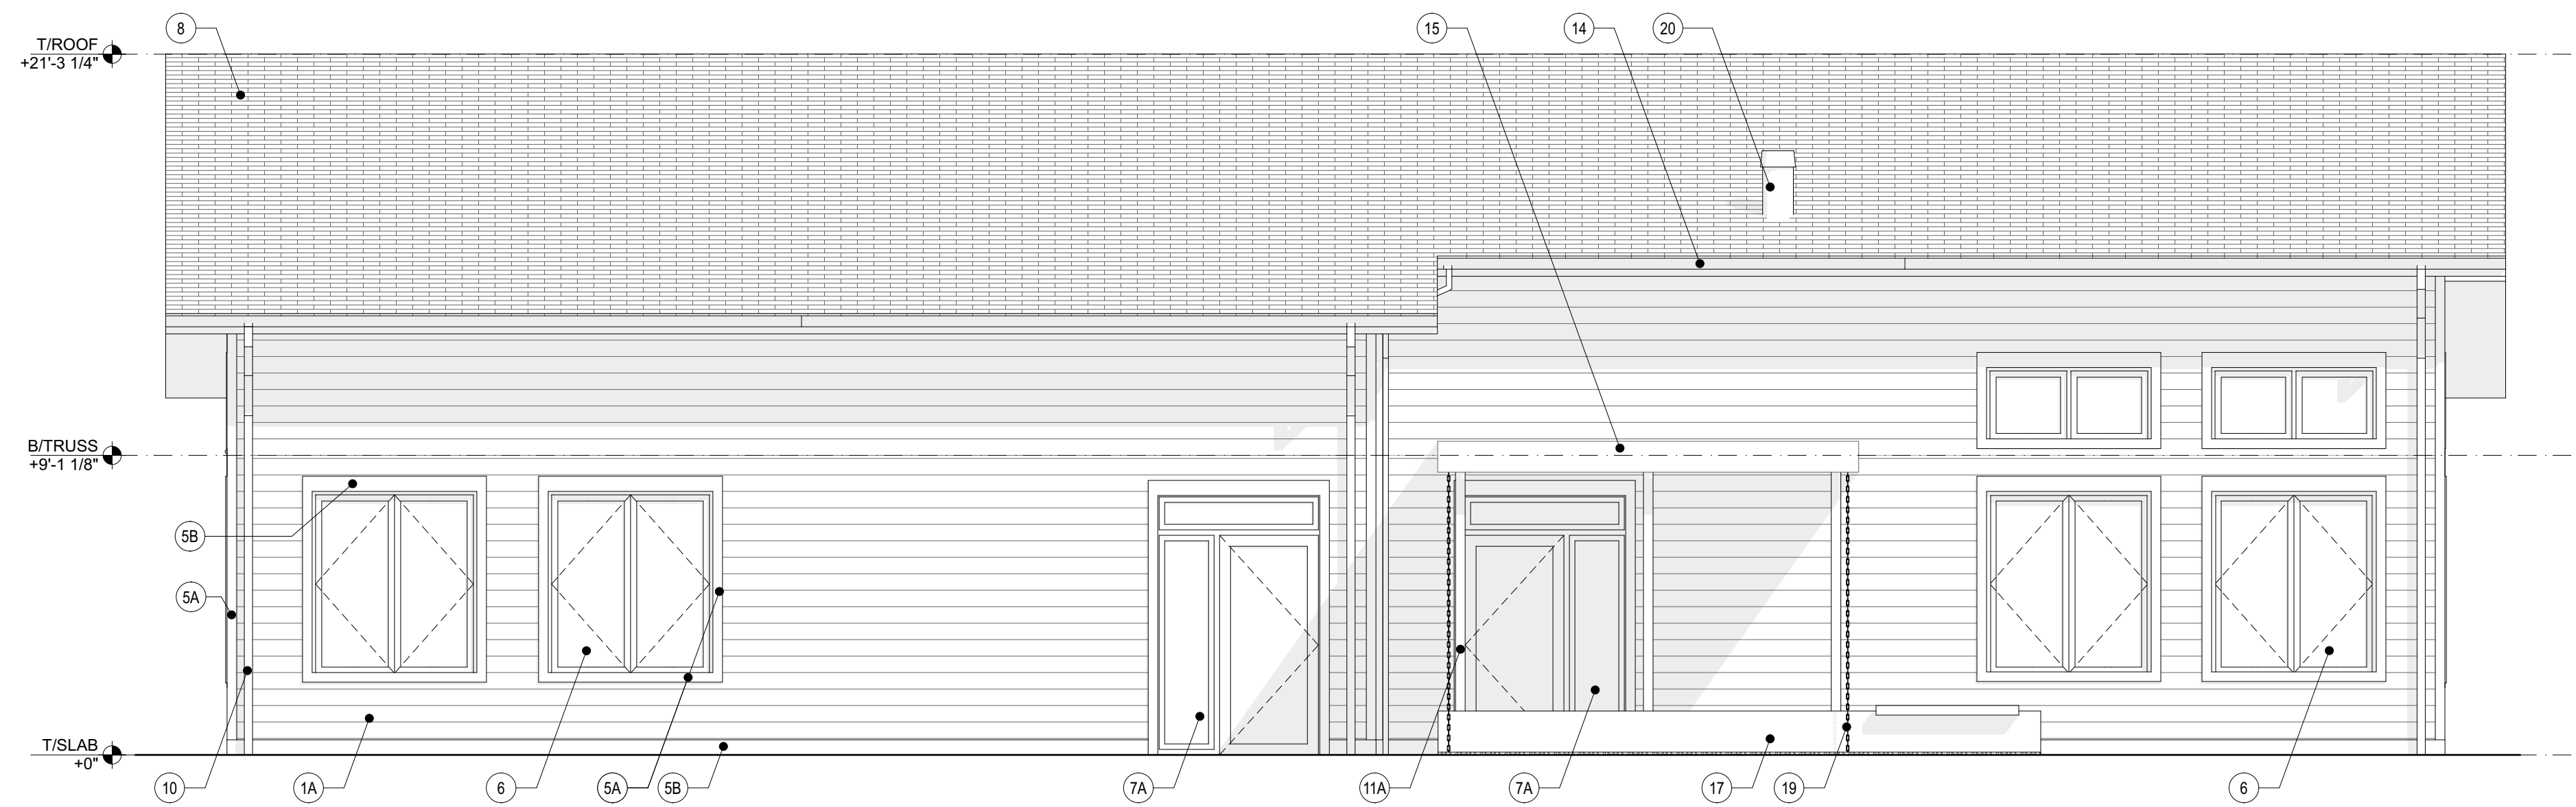 8
15
14
20
T/ROOF
+21'-3 1/4"
B/TRUSS
+9'-1 1/8"
5B
5A
T/SLAB
+0"
10
1A
6
5A
5B
7A
11A
7A
17
19
6